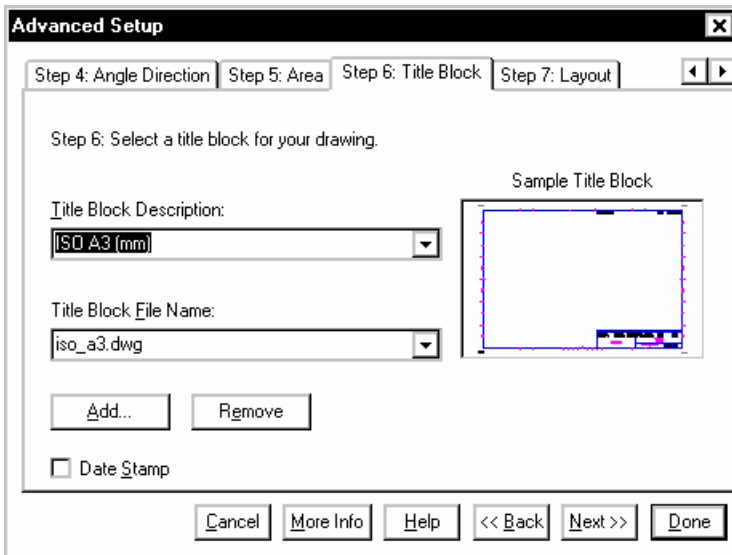 Advanced Setup
Step 4: Angle Direction
Step 5: Area
Step 6: Title Block
Step 7: Layout
Step 6: Select a title block for your drawing.
Sample Title Block
Title Block Description:
ISO A3 (mm)
Title Block File Name:
iso_a3.dwg
Add...
Remove
Date Stamp
Cancel
More Info
Help
<< Back
Next >>
Done